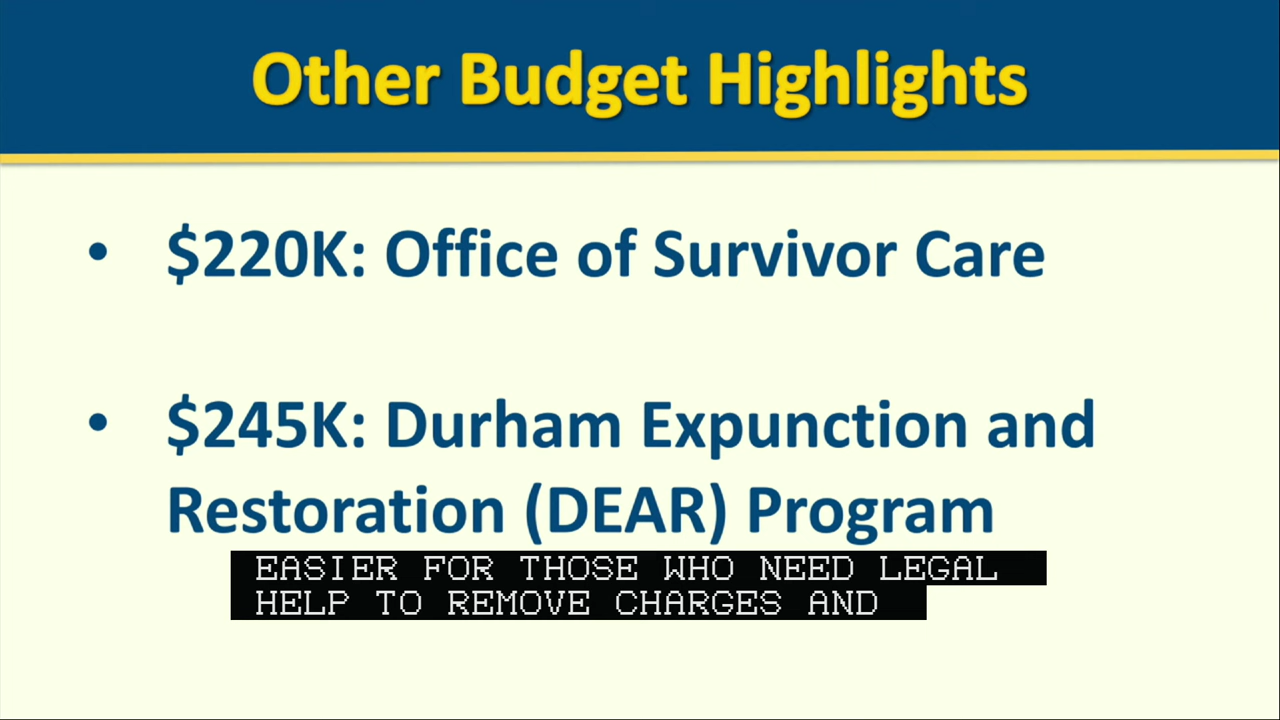 Other Budget Highlights
• $220K: Office of Survivor Care
• $245K: Durham Expunction and
Restoration (DEAR) Program
EASIER FOR THOSE WHO NEED LEGAL
HELP TO REMOVE CHARGES AND